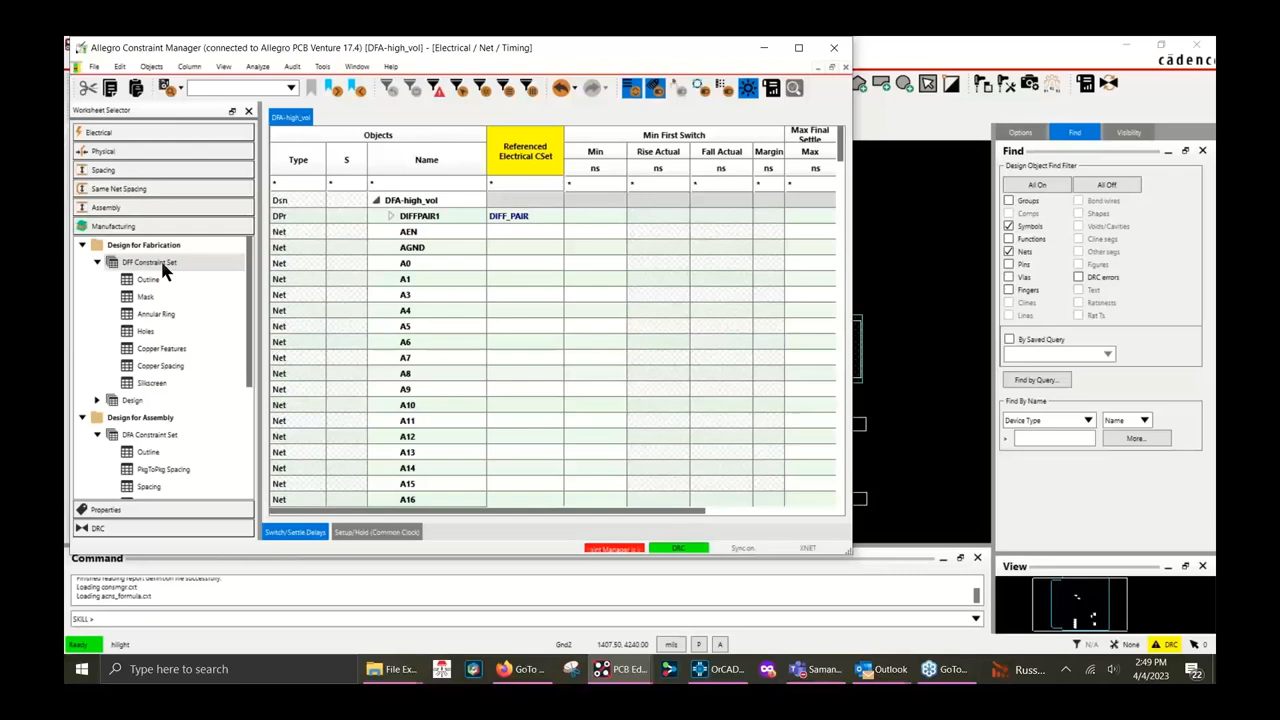 Allegro Constraint Manager (connected to Allegro PCB Venture 17.4) [DFA-high_vol] - [Electrical / Net / Timing]
cādence
File Edit Objects Column View Analyze Audit Tools Window Help
Worksheet Selector
Electrical
Physical
Spacing
Same Net Spacing
Assembly
Manufacturing
Design for Fabrication
DFF Constraint Set
Outline
Mask
Annular Ring
Holes
Copper Features
Copper Spacing
Silkscreen
Design
Design for Assembly
DFA Constraint Set
Outline
PkgToPkg Spacing
Spacing
Properties
DRC
DFA-high_vol
Objects Referenced Electrical CSet Min First Switch Max Final Settle
Type S Name Min Rise Actual Fall Actual Margin Max
ns ns ns ns ns
* * * * * * * * *
Dsn DFA-high_vol
DPr DIFFPAIR1 DIFF_PAIR
Net AEN
Net AGND
Net A0
Net A1
Net A3
Net A4
Net A5
Net A6
Net A7
Net A8
Net A9
Net A10
Net A11
Net A12
Net A13
Net A14
Net A15
Net A16
Switch/Settle Delays Setup/Hold (Common Clock)
DRC Sync on. XNET
Options Find Visibility
Find
Design Object Find Filter
All On All Off
Groups Bond wires
Comps Shapes
Symbols Voids/Cavities
Functions Cline segs
Nets Other segs
Pins Figures
Vias DRC errors
Fingers Text
Clines Ratsnests
Lines Rat Ts
By Saved Query
Find by Query...
Find By Name
Device Type Name
> More...
Command
Finished reading report definition file successfully.
Loading consmgr.cxt
Loading acns_formula.cxt
SKILL >
View
Ready hilight Gnd2 1407.50, 4240.00 mils P A N/A None DRC 0
Type here to search File Ex... GoTo ... PCB Ed... OrCAD... Saman... Outlook GoTo... Russ... 2:49 PM
4/4/2023
22